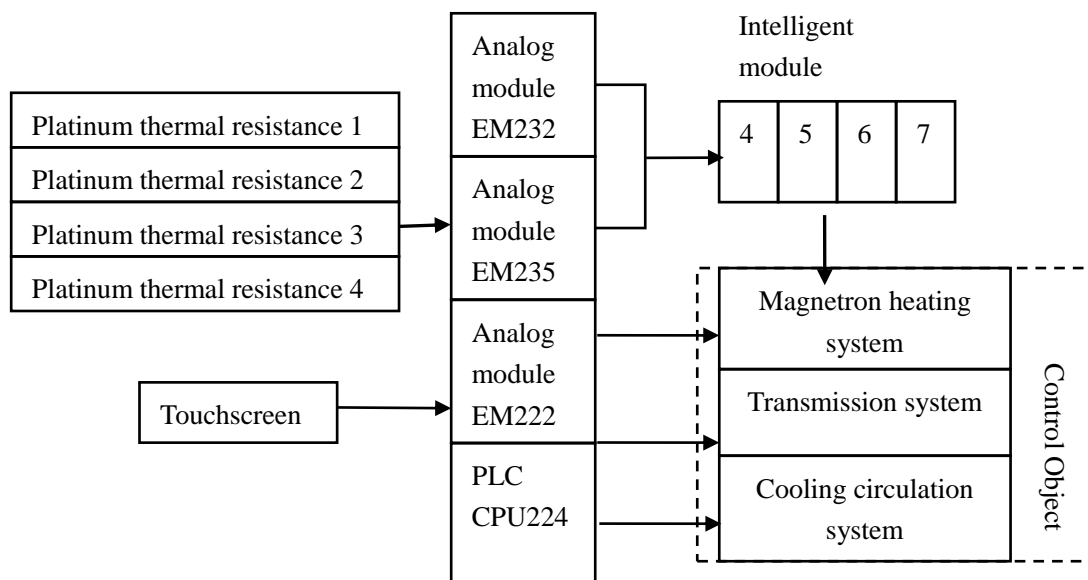 Platinum thermal resistance 1
Platinum thermal resistance 2
Platinum thermal resistance 3
Platinum thermal resistance 4
Touchscreen
Analog
module
EM232
Analog
module
EM235
Analog
module
EM222
PLC
CPU224
Intelligent
module
4 5 6 7
Magnetron heating
system
Transmission system
Cooling circulation
system
Control Object